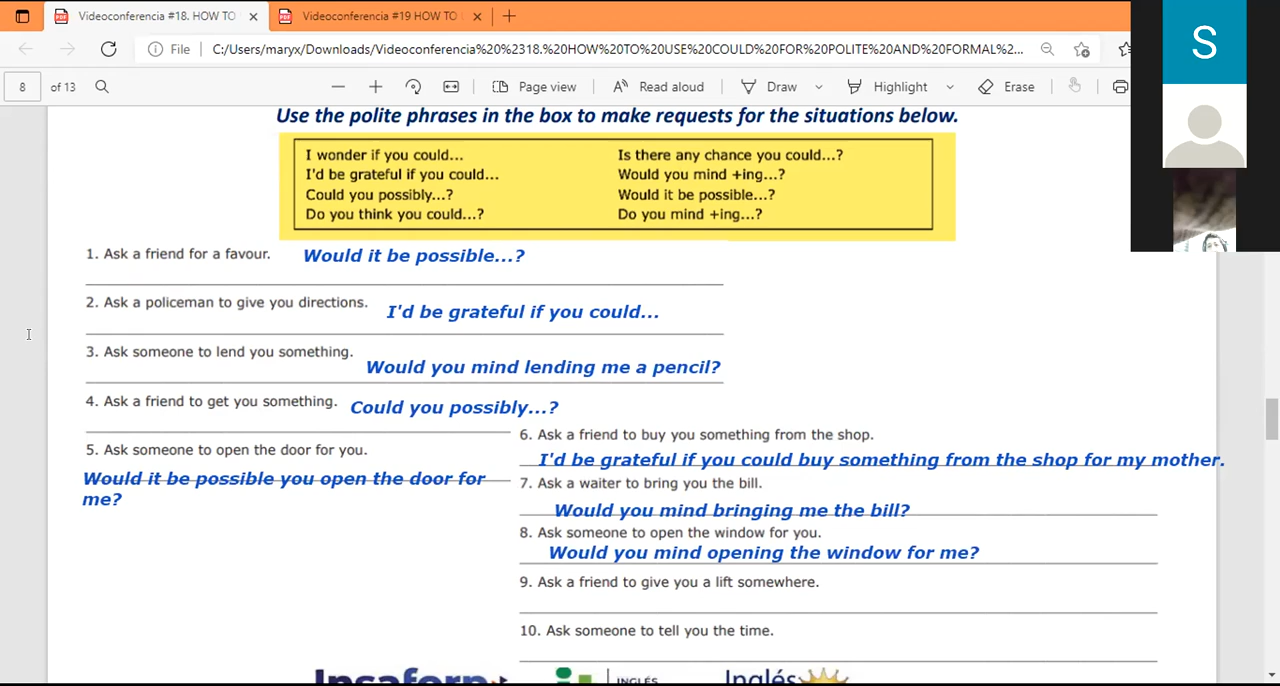 Videoconferencia #18. HOW TO
Videoconferencia #19 HOW TO
File
C:/Users/maryx/Downloads/Videoconferencia%20%2318.%20HOW%20TO%20USE%20COULD%20FOR%20POLITE%20AND%20FORMAL%2...
8 of 13
Page view
Read aloud
Draw
Highlight
Erase
S
Use the polite phrases in the box to make requests for the situations below.
I wonder if you could...
I'd be grateful if you could...
Could you possibly...?
Do you think you could...?
Is there any chance you could...?
Would you mind +ing...?
Would it be possible...?
Do you mind +ing...?
1. Ask a friend for a favour. Would it be possible...?
2. Ask a policeman to give you directions. I'd be grateful if you could...
3. Ask someone to lend you something. Would you mind lending me a pencil?
4. Ask a friend to get you something. Could you possibly...?
5. Ask someone to open the door for you.
Would it be possible you open the door for
me?
6. Ask a friend to buy you something from the shop.
I'd be grateful if you could buy something from the shop for my mother.
7. Ask a waiter to bring you the bill.
Would you mind bringing me the bill?
8. Ask someone to open the window for you.
Would you mind opening the window for me?
9. Ask a friend to give you a lift somewhere.
10. Ask someone to tell you the time.
Insaforp
INGLÉS
Inglés